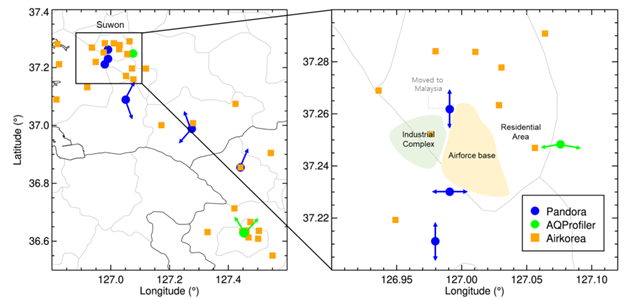 Suwon
37.4
37.2
37.0
36.8
36.6
Latitude (°)
127.0
127.2
127.4
Longitude (°)
37.28
37.26
37.24
37.22
Moved to
Malaysia
Industrial
Complex
Airforce base
Residential
Area
Pandora
AQProfiler
Airkorea
126.95
127.00
127.05
127.10
Longitude (°)